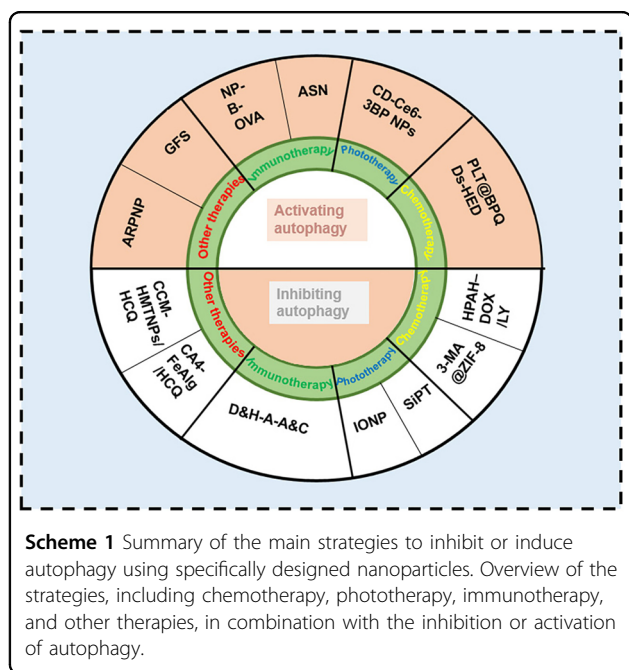 NP-
B-
OVA
ASN
CD-Ce6-
3BP NPs
GFS
PLT@BPQ
Ds-HED
ARPNP
Immunotherapy
Phototherapy
Other therapies
Chemotherapy
Activating
autophagy
Inhibiting
autophagy
Other therapies
Chemotherapy
Immunotherapy
Phototherapy
CCM-
HMTNPs/
HCQ
HPAH–
DOX
/LY
CA4-
FeAlg
/HCQ
3-MA
@ZIF-8
D&H-A-A&C
IONP
SiPT
Scheme 1 Summary of the main strategies to inhibit or induce
autophagy using specifically designed nanoparticles. Overview of the
strategies, including chemotherapy, phototherapy, immunotherapy,
and other therapies, in combination with the inhibition or activation
of autophagy.